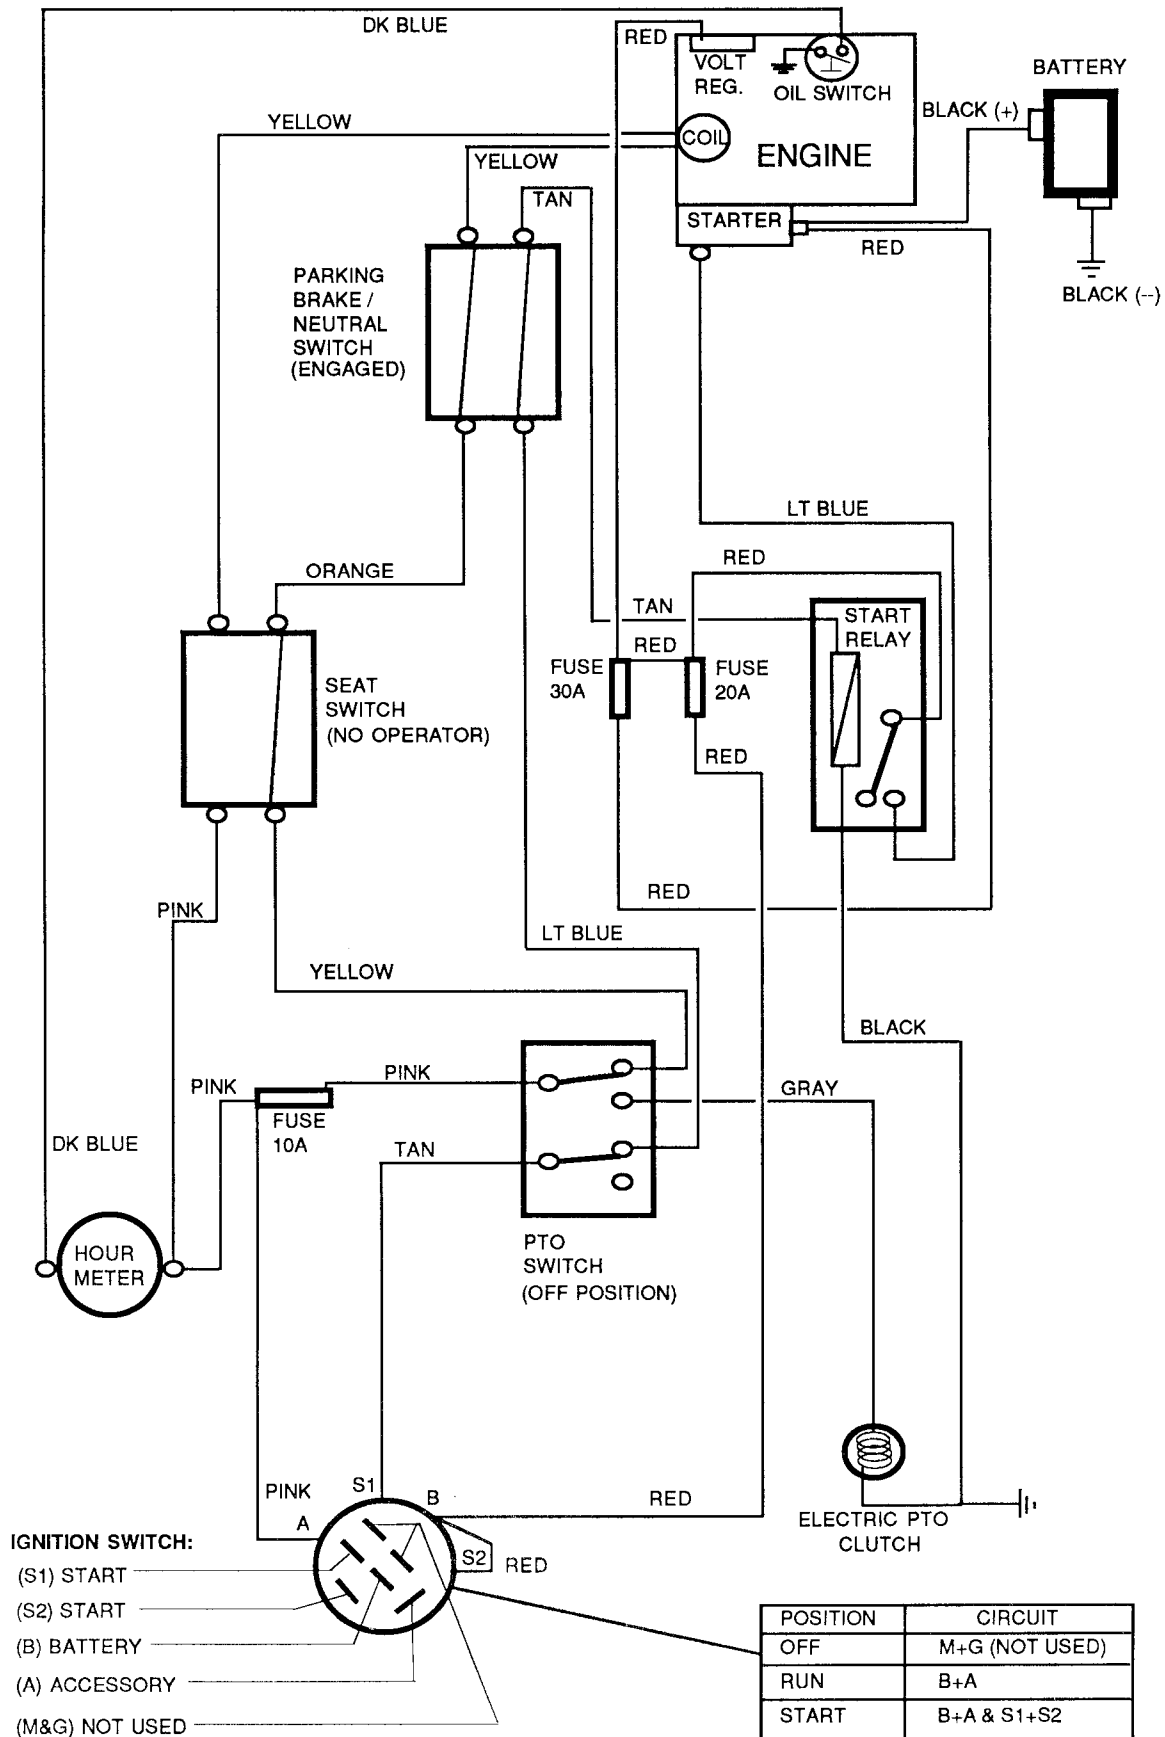 DK BLUE
RED
VOLT
REG.
OIL SWITCH
BATTERY
BLACK (+)
YELLOW
COIL
ENGINE
YELLOW
TAN
STARTER
RED
BLACK (--)
PARKING
BRAKE /
NEUTRAL
SWITCH
(ENGAGED)
LT BLUE
RED
ORANGE
TAN
START
RELAY
RED
FUSE
30A
FUSE
20A
SEAT
SWITCH
(NO OPERATOR)
RED
RED
PINK
LT BLUE
YELLOW
BLACK
PINK
PINK
GRAY
FUSE
10A
DK BLUE
TAN
HOUR
METER
PTO
SWITCH
(OFF POSITION)
PINK
S1
B
RED
A
ELECTRIC PTO
CLUTCH
S2
RED
IGNITION SWITCH:
(S1) START
(S2) START
(B) BATTERY
(A) ACCESSORY
(M&G) NOT USED
POSITION CIRCUIT
OFF M+G (NOT USED)
RUN B+A
START B+A & S1+S2